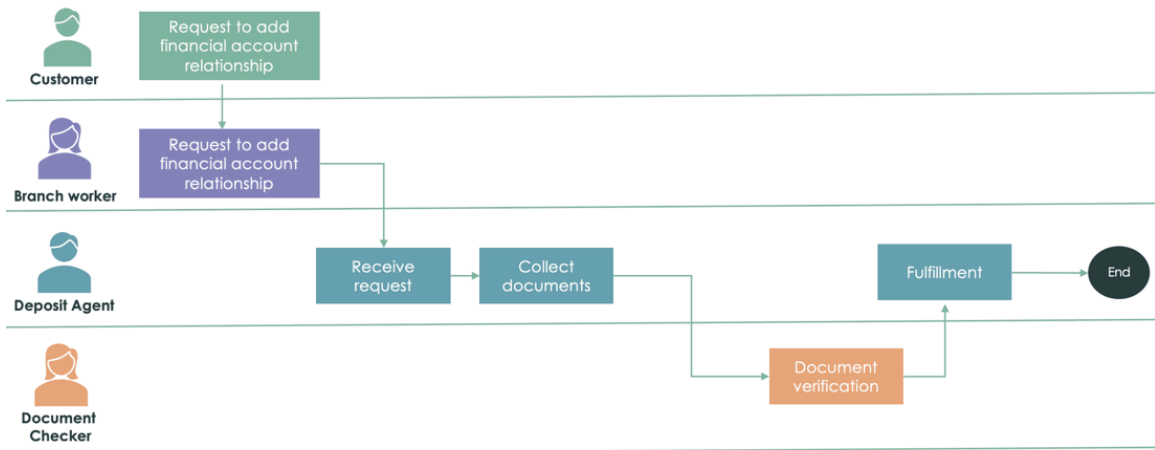 Request to add
financial account
relationship
Customer
Request to add
financial account
relationship
Branch worker
Receive
request
Collect
documents
Fulfillment
End
Deposit Agent
Document
verification
Document
Checker